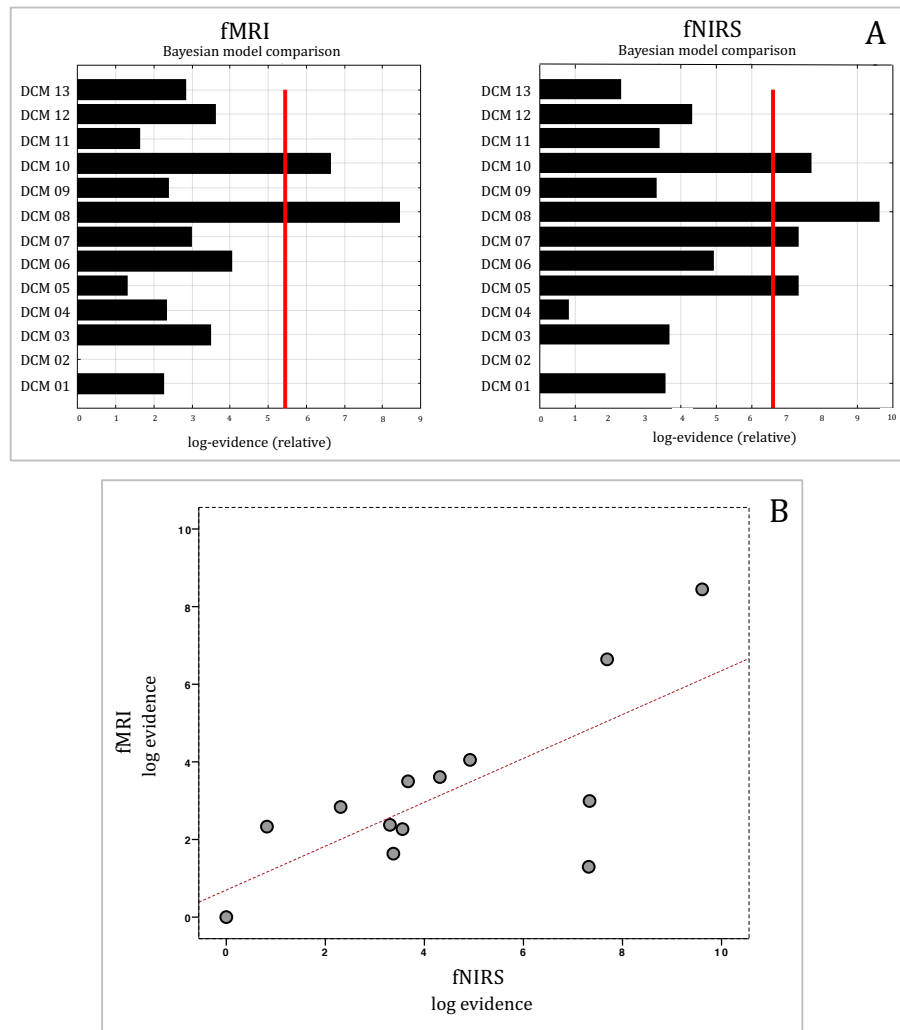 fMRI
Bayesian model comparison
DCM 13
DCM 12
DCM 11
DCM 10
DCM 09
DCM 08
DCM 07
DCM 06
DCM 05
DCM 04
DCM 03
DCM 02
DCM 01
0 1 2 3 4 5 6 7 8 9
log-evidence (relative)
fNIRS
Bayesian model comparison
A
DCM 13
DCM 12
DCM 11
DCM 10
DCM 09
DCM 08
DCM 07
DCM 06
DCM 05
DCM 04
DCM 03
DCM 02
DCM 01
0 1 2 3 4 5 6 7 8 9 10
log-evidence (relative)
B
10
8
6
4
2
0
fMRI
log evidence
0 2 4 6 8 10
fNIRS
log evidence